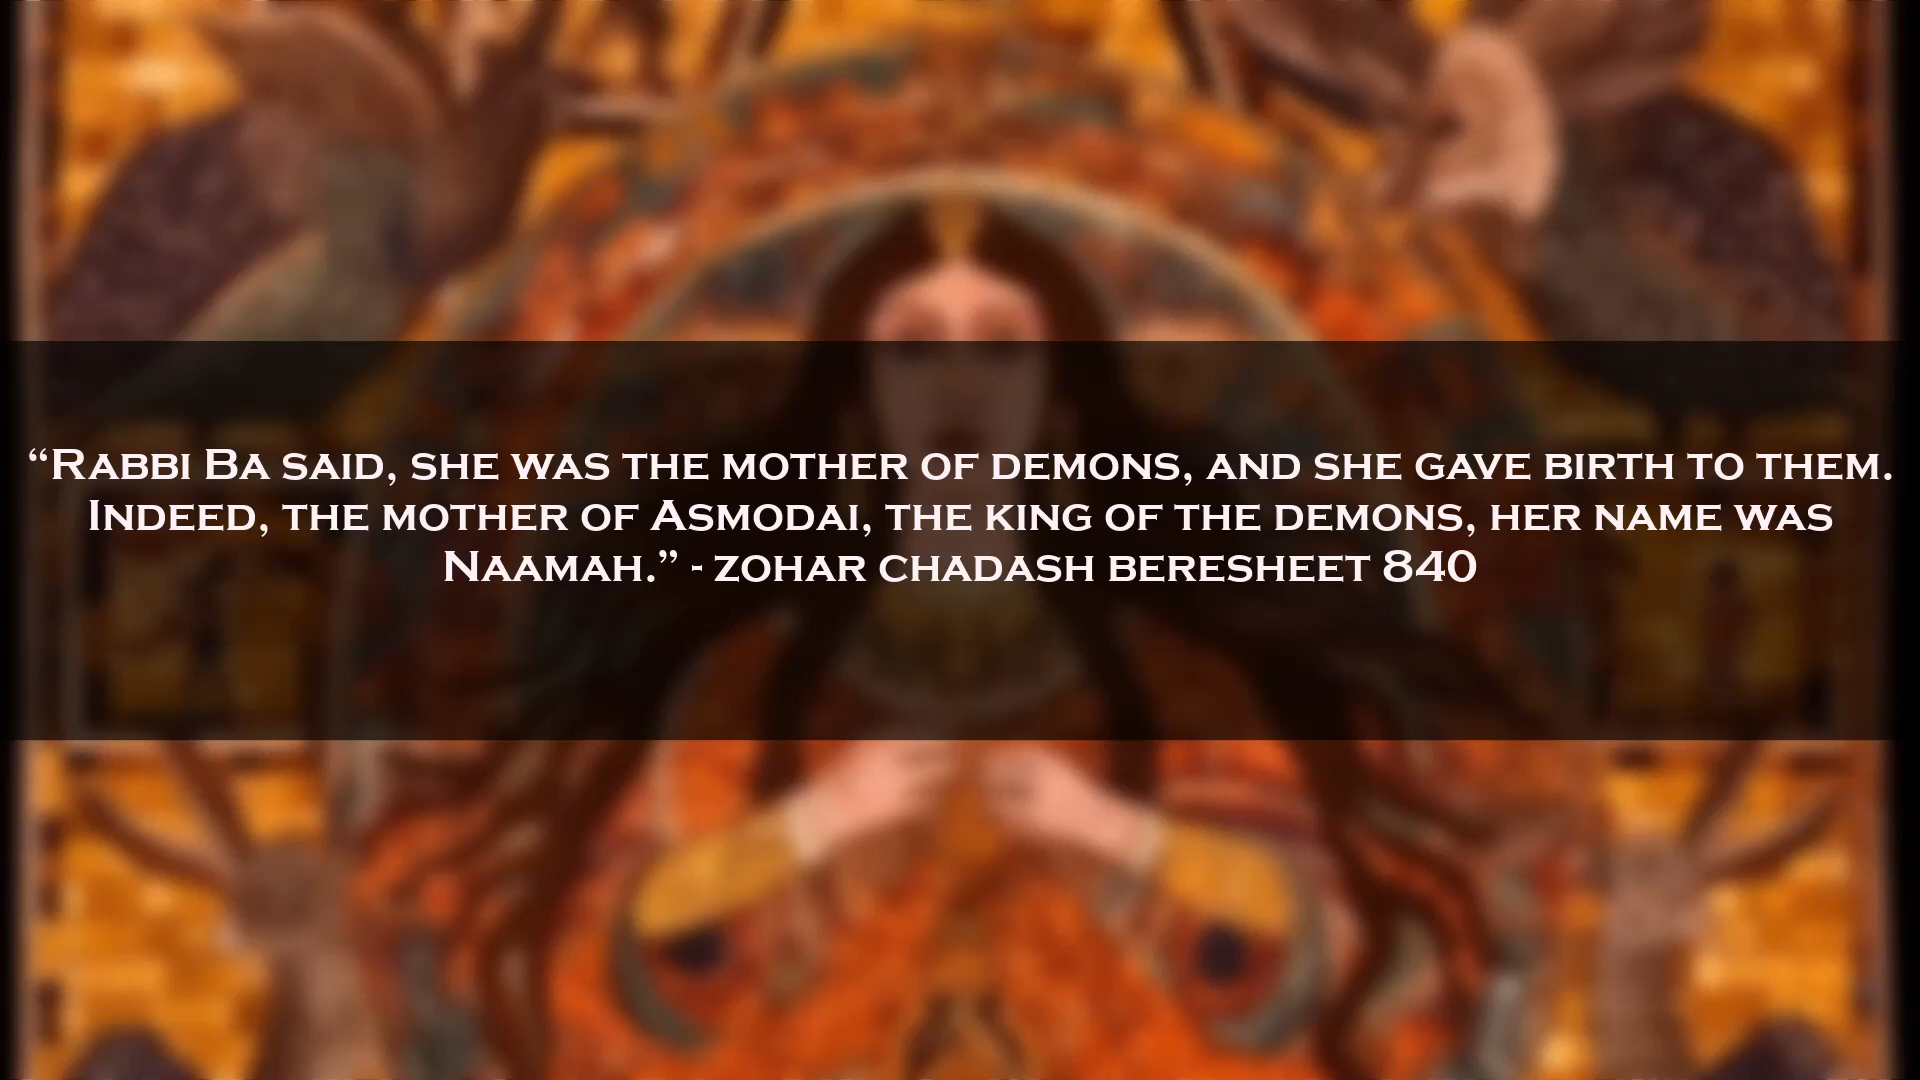 “Rabbi Ba said, she was the mother of demons, and she gave birth to them.
Indeed, the mother of Asmodai, the king of the demons, her name was
Naamah.” - zohar chadash beresheet 840